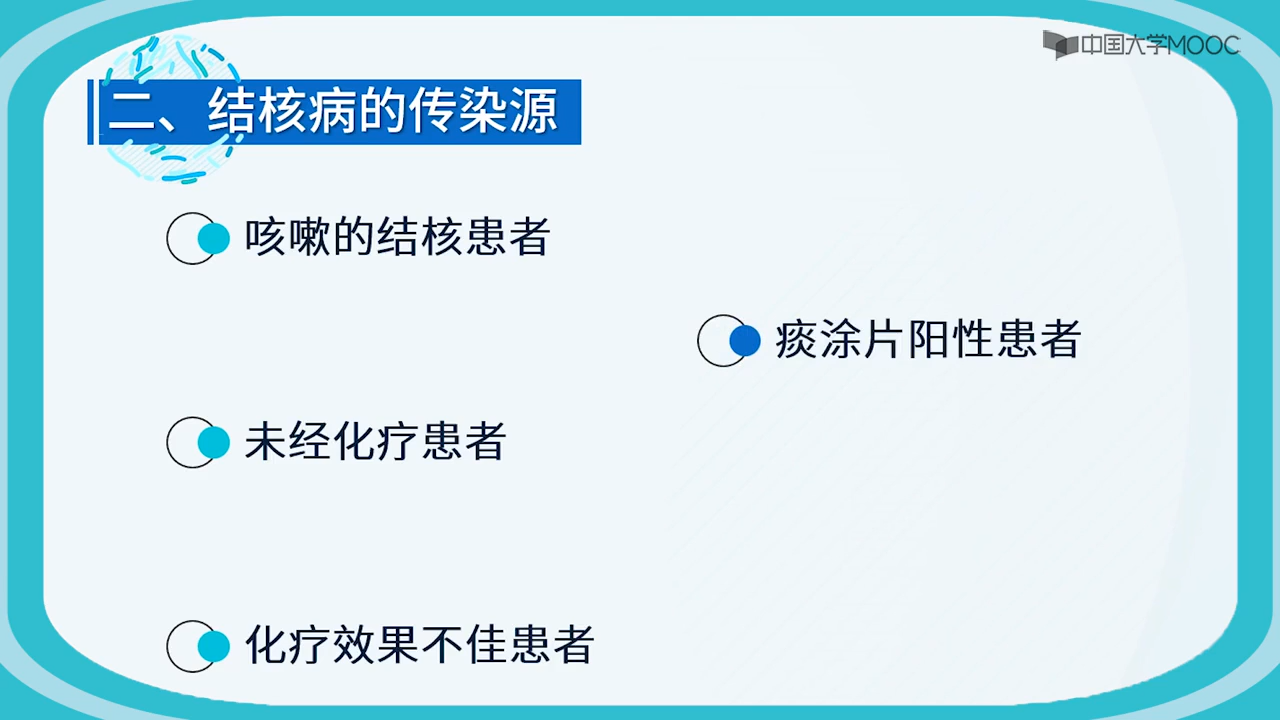 中国大学MOOC
二、结核病的传染源
咳嗽的结核患者
痰涂片阳性患者
未经化疗患者
化疗效果不佳患者